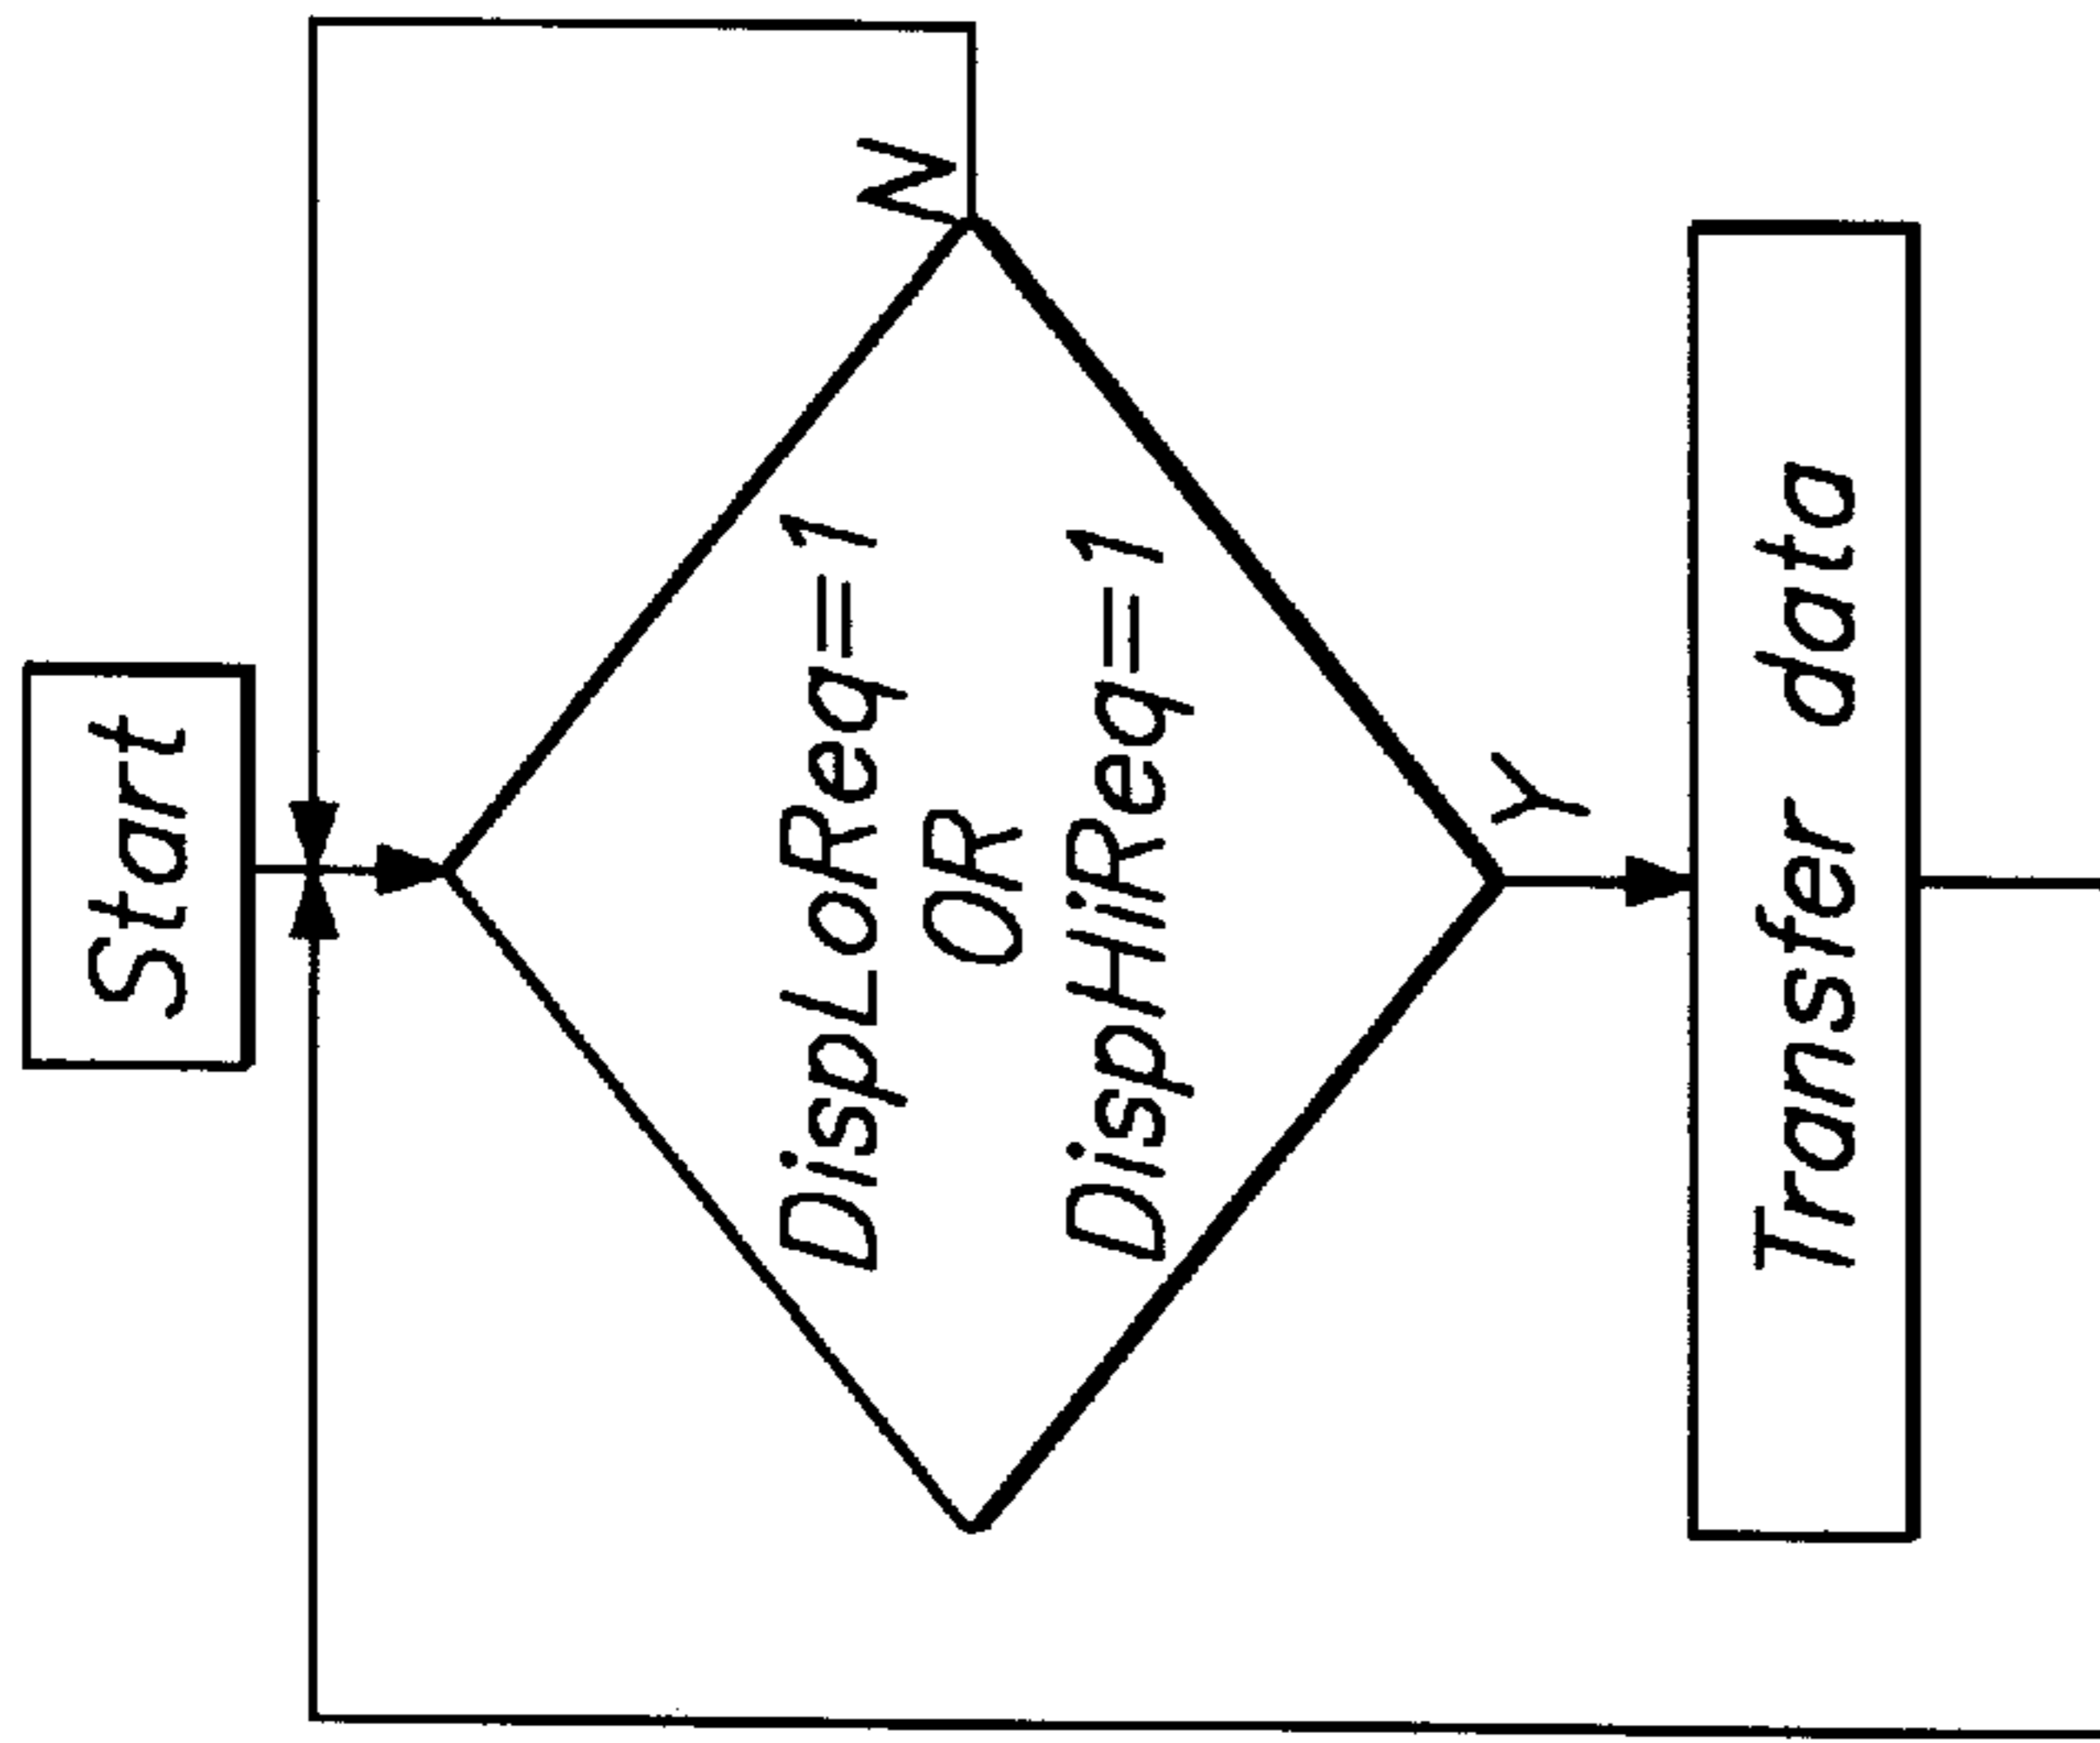 Start
N
DispLoReq=1
OR
DispHiReq=1
Y
Transfer data